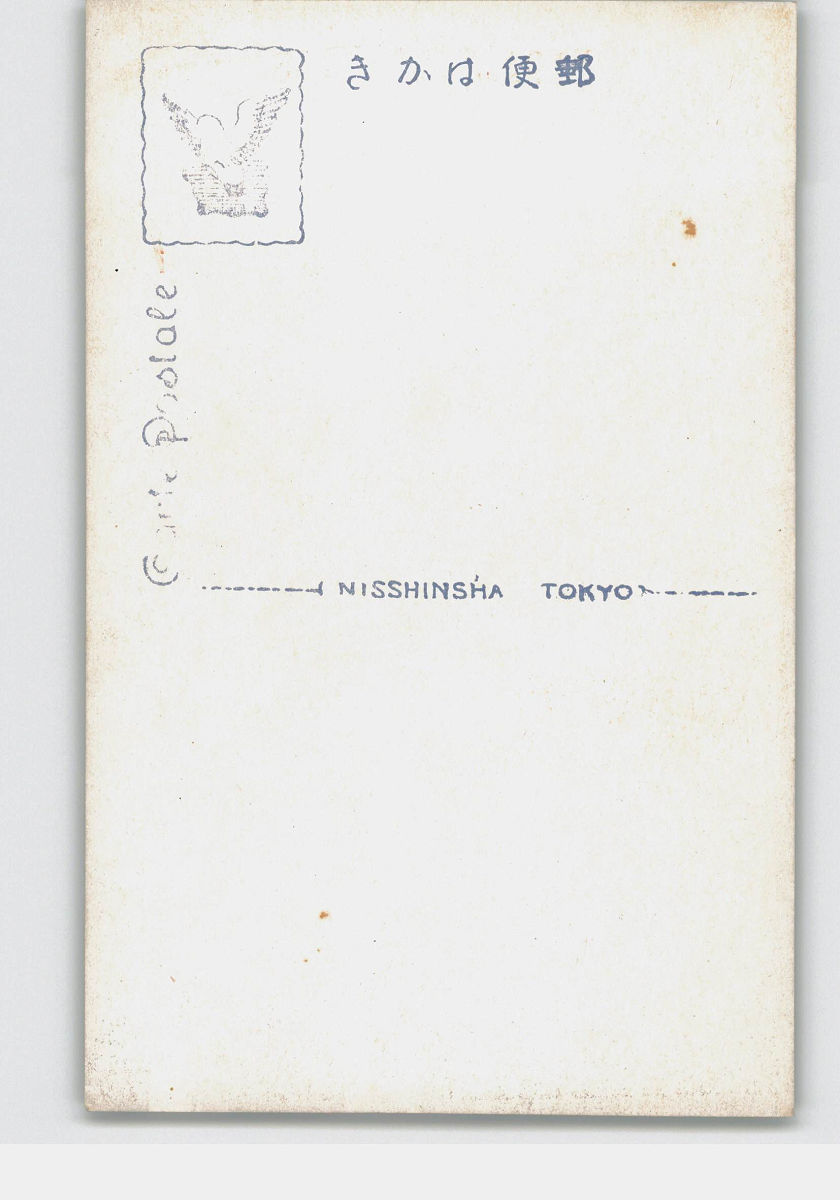 郵便はかき
Carte Postale
NISSHINSHA TOKYO